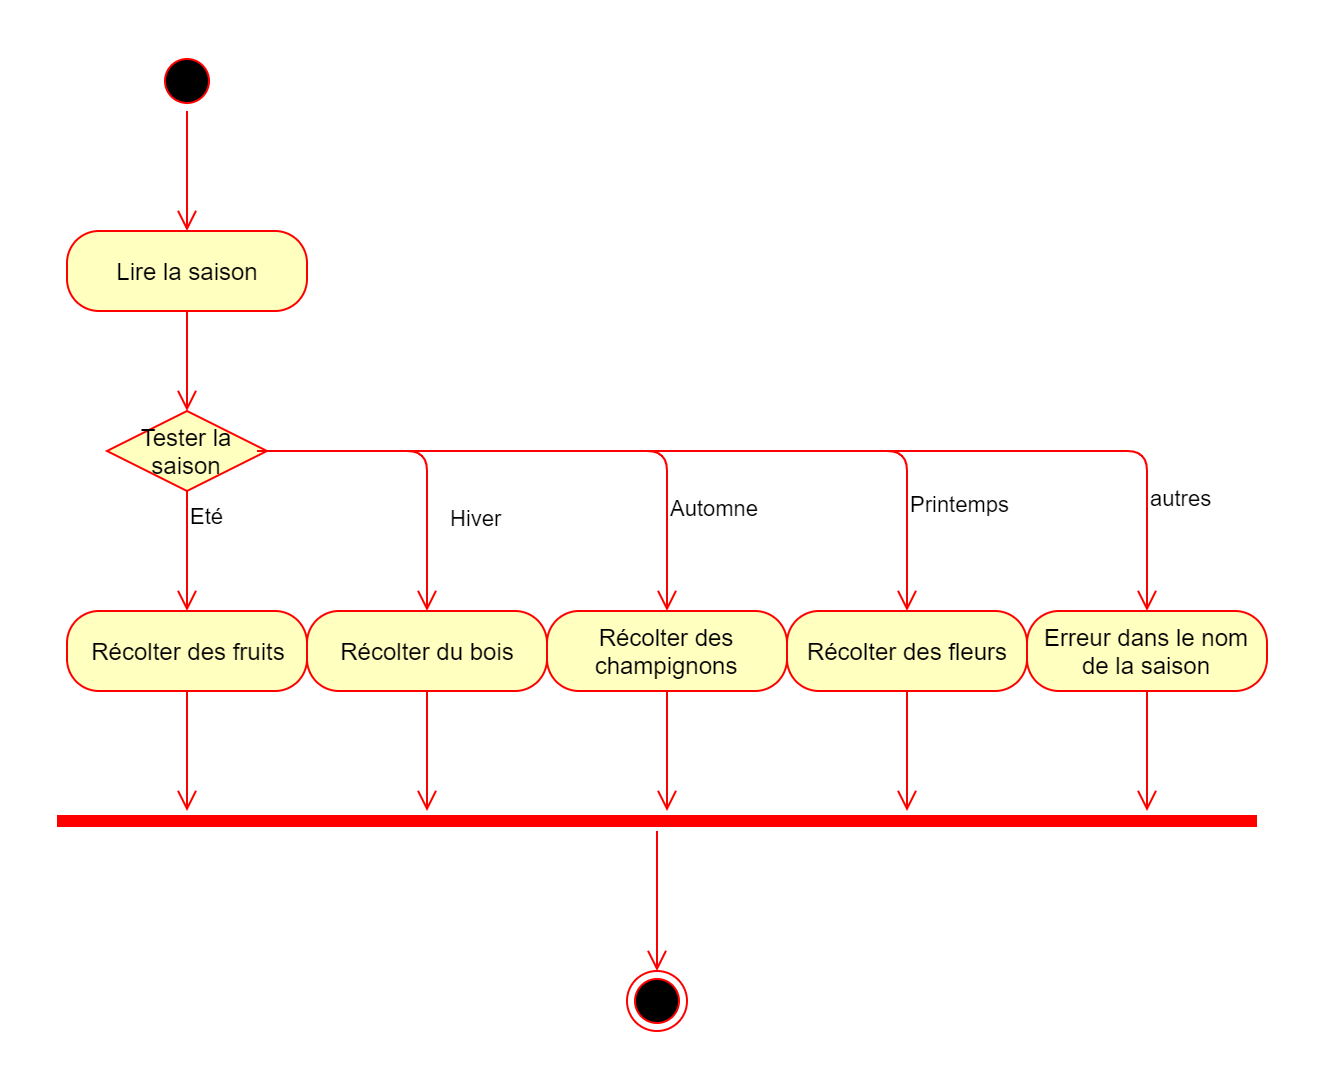 Lire la saison
Tester la
saison
Eté
Hiver
Automne
Printemps
autres
Récolter des fruits
Récolter du bois
Récolter des
champignons
Récolter des fleurs
Erreur dans le nom
de la saison